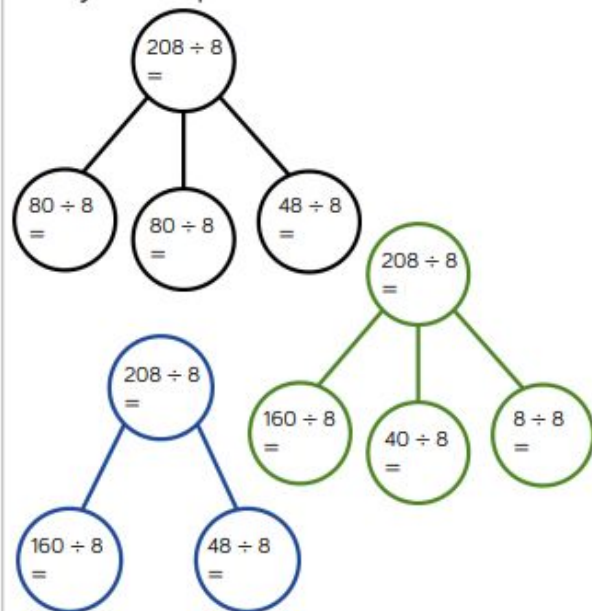 208 ÷ 8
=
80 ÷ 8
=
80 ÷ 8
=
48 ÷ 8
=
208 ÷ 8
=
160 ÷ 8
=
40 ÷ 8
=
8 ÷ 8
=
208 ÷ 8
=
160 ÷ 8
=
48 ÷ 8
=